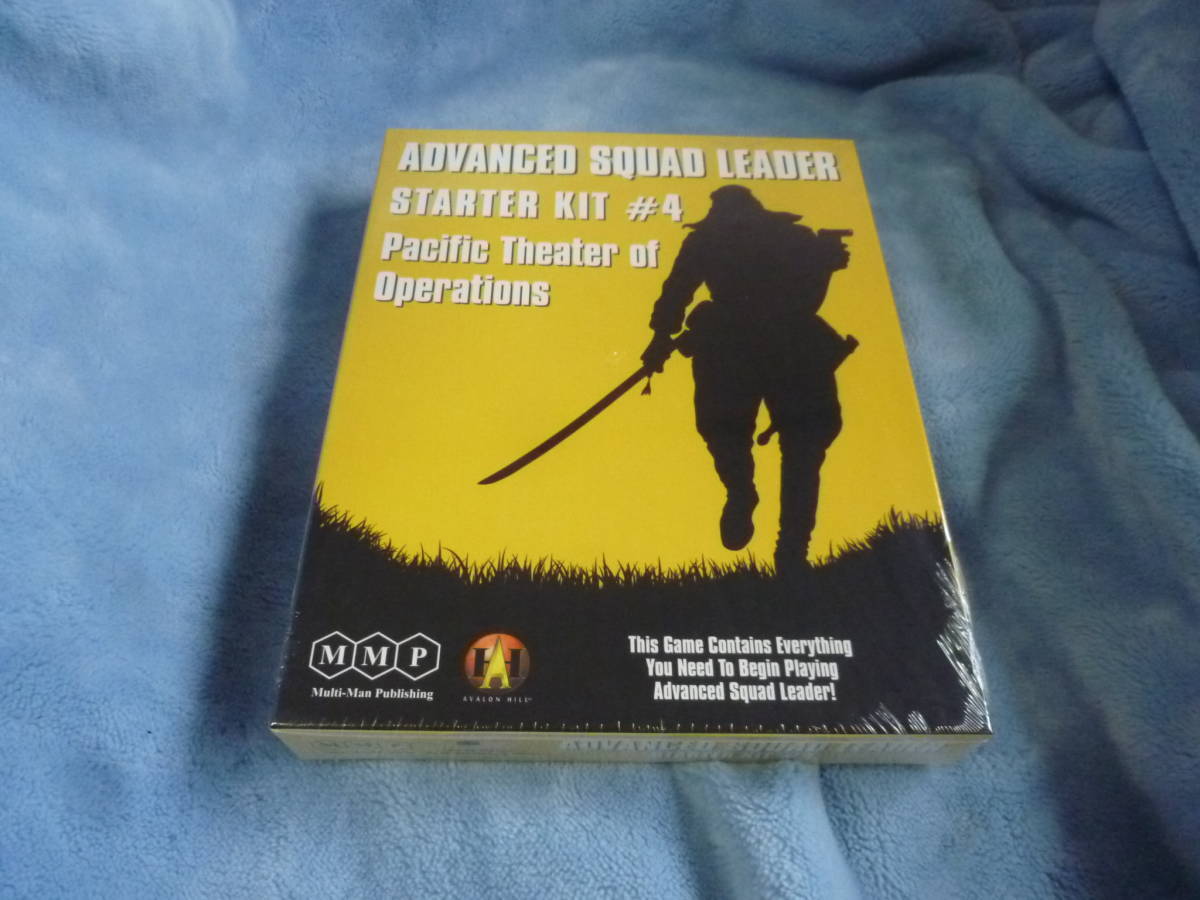 ADVANCED SQUAD LEADER
STARTER KIT #4
Pacific Theater of
Operations
MMP
Multi-Man Publishing
AH
AVALON HILL
This Game Contains Everything
You Need To Begin Playing
Advanced Squad Leader!